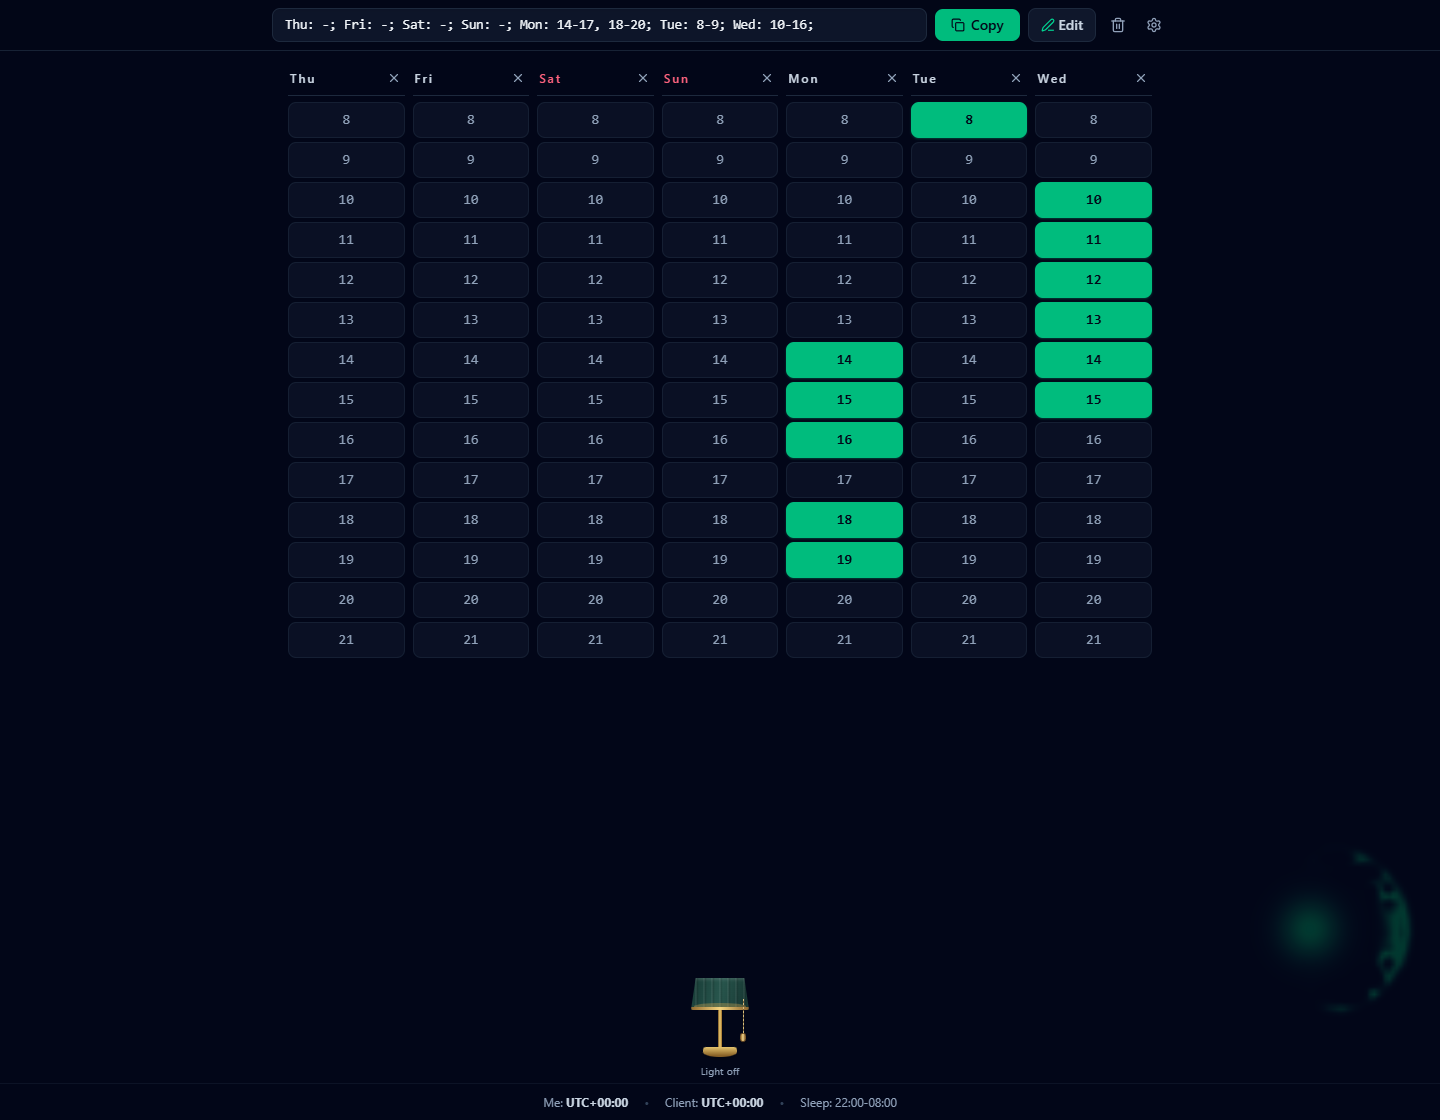 Thu: -; Fri: -; Sat: -; Sun: -; Mon: 14-17, 18-20; Tue: 8-9; Wed: 10-16; Copy Edit
Thu Fri Sat Sun Mon Tue Wed
8 8 8 8 8 8 8
9 9 9 9 9 9 9
10 10 10 10 10 10 10
11 11 11 11 11 11 11
12 12 12 12 12 12 12
13 13 13 13 13 13 13
14 14 14 14 14 14 14
15 15 15 15 15 15 15
16 16 16 16 16 16 16
17 17 17 17 17 17 17
18 18 18 18 18 18 18
19 19 19 19 19 19 19
20 20 20 20 20 20 20
21 21 21 21 21 21 21
Light off
Me: UTC+00:00 • Client: UTC+00:00 • Sleep: 22:00-08:00